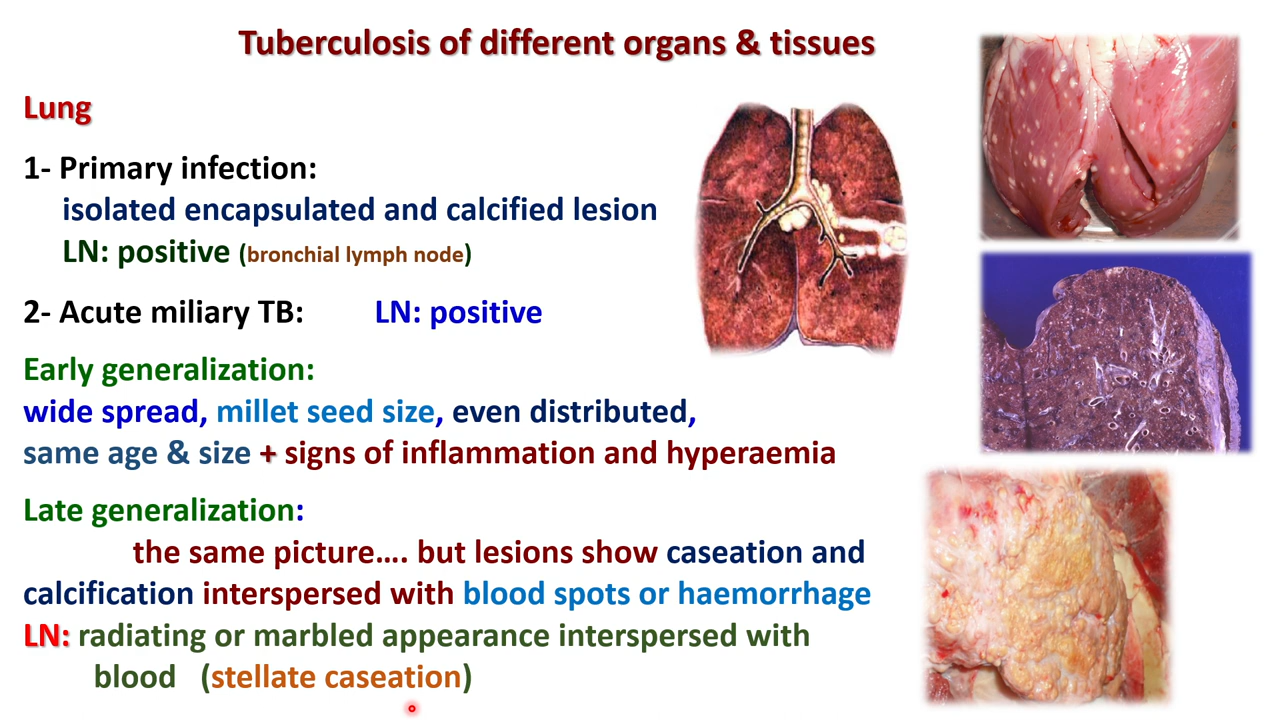 Tuberculosis of different organs & tissues
Lung
1- Primary infection:
isolated encapsulated and calcified lesion
LN: positive (bronchial lymph node)
2- Acute miliary TB: LN: positive
Early generalization:
wide spread, millet seed size, even distributed,
same age & size + signs of inflammation and hyperaemia
Late generalization:
the same picture.... but lesions show caseation and
calcification interspersed with blood spots or haemorrhage
LN: radiating or marbled appearance interspersed with
blood (stellate caseation)